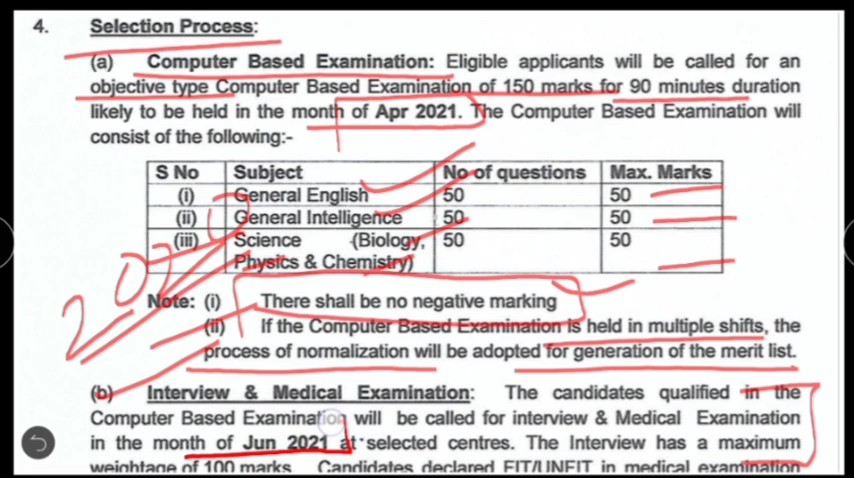 4. Selection Process:
(a) Computer Based Examination: Eligible applicants will be called for an
objective type Computer Based Examination of 150 marks for 90 minutes duration
likely to be held in the month of Apr 2021. The Computer Based Examination will
consist of the following:-
S No Subject No of questions Max. Marks
(i) General English 50 50
(ii) General Intelligence 50 50
(iii) Science (Biology, 50 50
Physics & Chemistry)
Note: (i) There shall be no negative marking
(ii) If the Computer Based Examination is held in multiple shifts, the
process of normalization will be adopted for generation of the merit list.
(b) Interview & Medical Examination: The candidates qualified in the
Computer Based Examination will be called for interview & Medical Examination
in the month of Jun 2021 at selected centres. The Interview has a maximum
weightage of 100 marks. Candidates declared FIT/UNFIT in medical examination